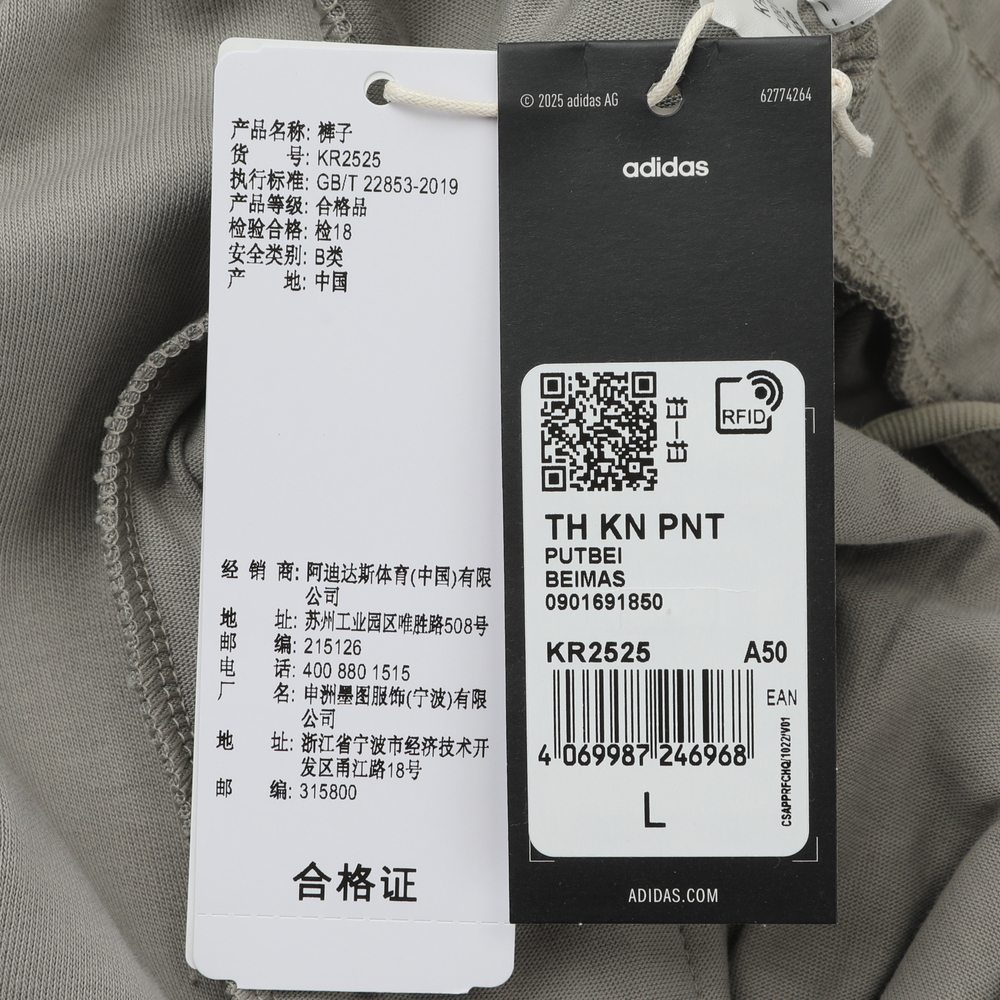 产品名称: 裤子
货 号: KR2525
执行标准: GB/T 22853-2019
产品等级: 合格品
检验合格: 检18
安全类别: B类
产 地: 中国
经 销 商: 阿迪达斯体育(中国)有限
公司
地 址: 苏州工业园区唯胜路508号
邮 编: 215126
电 话: 400 880 1515
厂 名: 申洲墨图服饰(宁波)有限
公司
地 址: 浙江省宁波市经济技术开
发区甬江路18号
邮 编: 315800
合格证
© 2025 adidas AG
62774264
adidas
扫一扫
RFID
TH KN PNT
PUTBEI
BEIMAS
0901691850
KR2525 A50
EAN
4 069987 246968
CSAPPRFCHQ/1022/V01
L
ADIDAS.COM